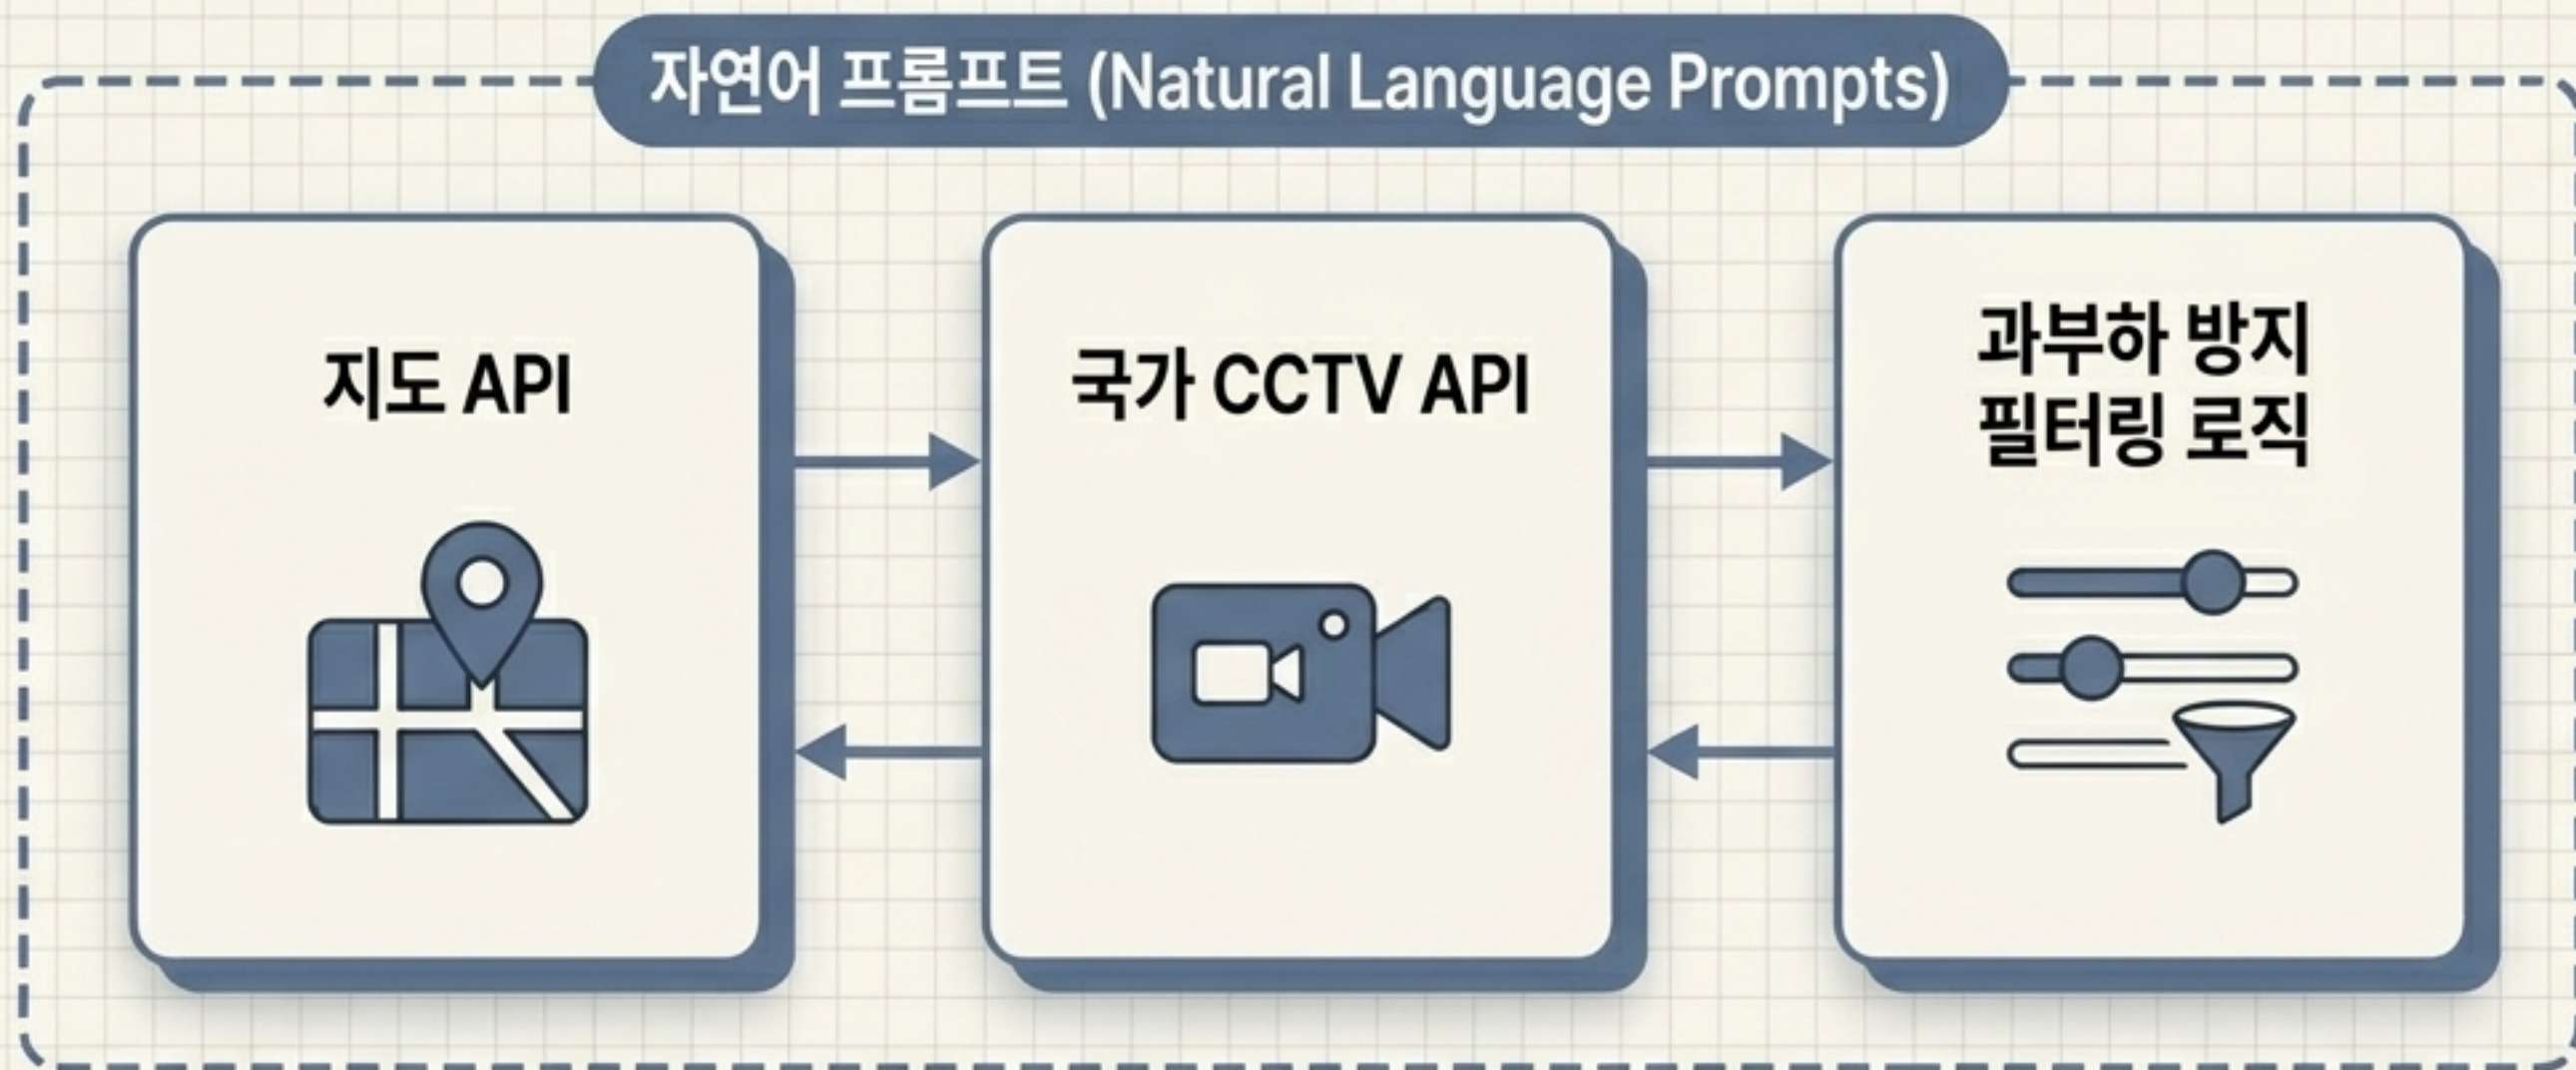 자연어 프롬프트 (Natural Language Prompts)
지도 API
국가 CCTV API
과부하 방지
필터링 로직